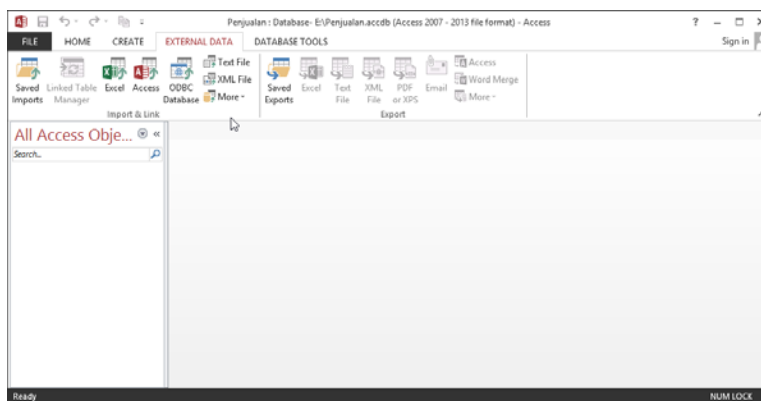 Penjualan : Database- E:\Penjualan.accdb (Access 2007 - 2013 file format) - Access
FILE HOME CREATE EXTERNAL DATA DATABASE TOOLS Sign in
Saved Imports
Linked Table Manager
Excel
Access
ODBC Database
Text File
XML File
More
Import & Link
Saved Exports
Excel
Text File
XML File
PDF or XPS
Email
Access
Word Merge
More
Export
All Access Obje... «
Search...
Ready NUM LOCK